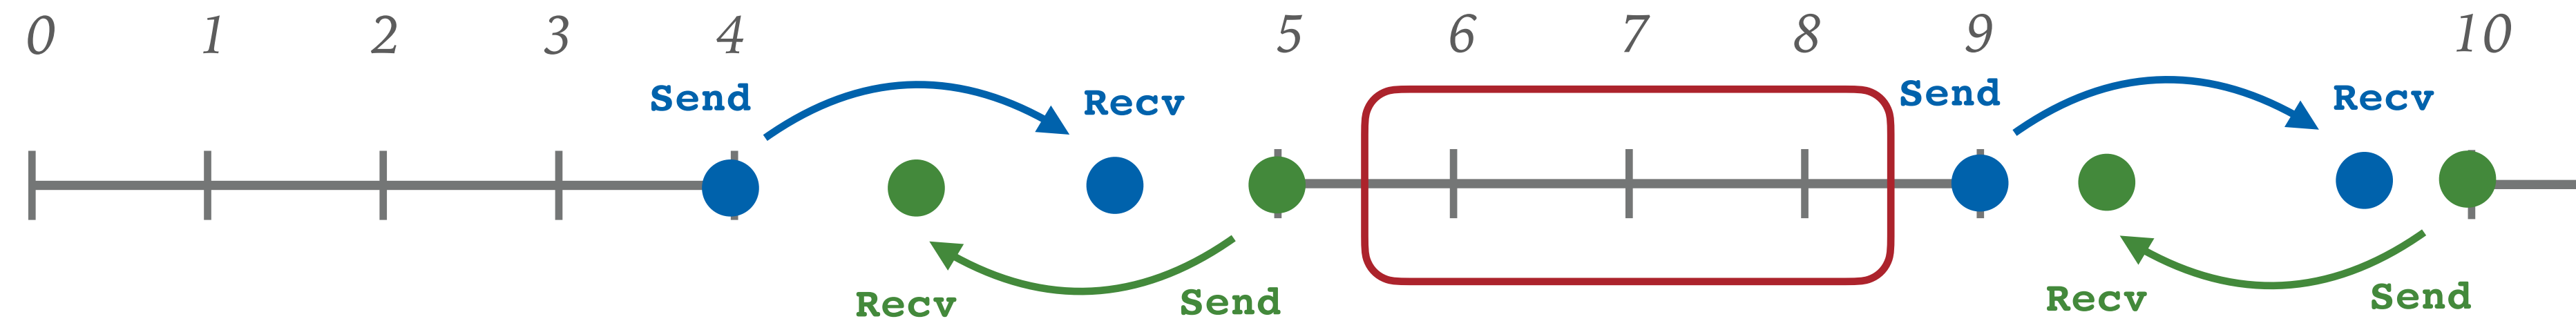 0 1 2 3 4 5 6 7 8 9 10
Send Recv Send Recv
Recv Send Recv Send